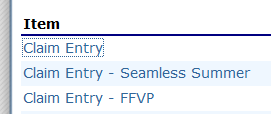 Item
Claim Entry
Claim Entry - Seamless Summer
Claim Entry - FFVP